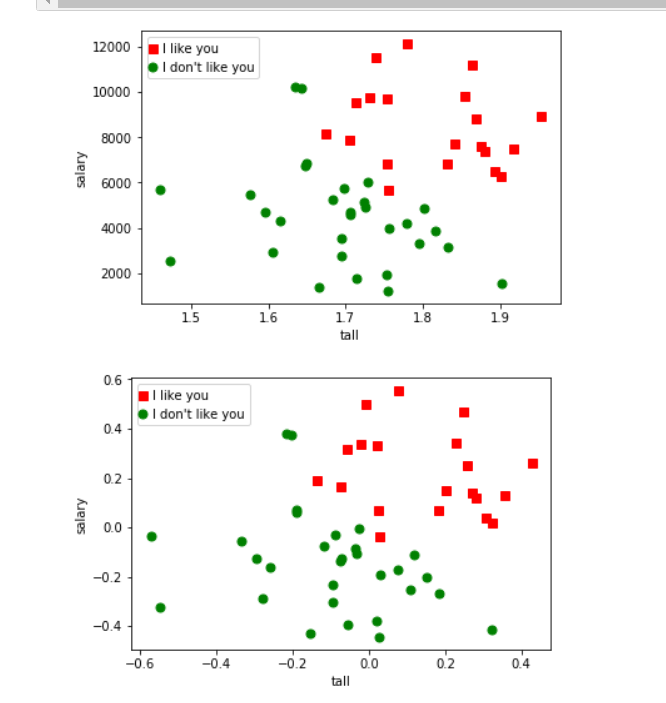 12000
10000
8000
6000
4000
2000
salary
I like you
I don't like you
1.5 1.6 1.7 1.8 1.9
tall
0.6
0.4
0.2
0.0
−0.2
−0.4
salary
I like you
I don't like you
−0.6 −0.4 −0.2 0.0 0.2 0.4
tall